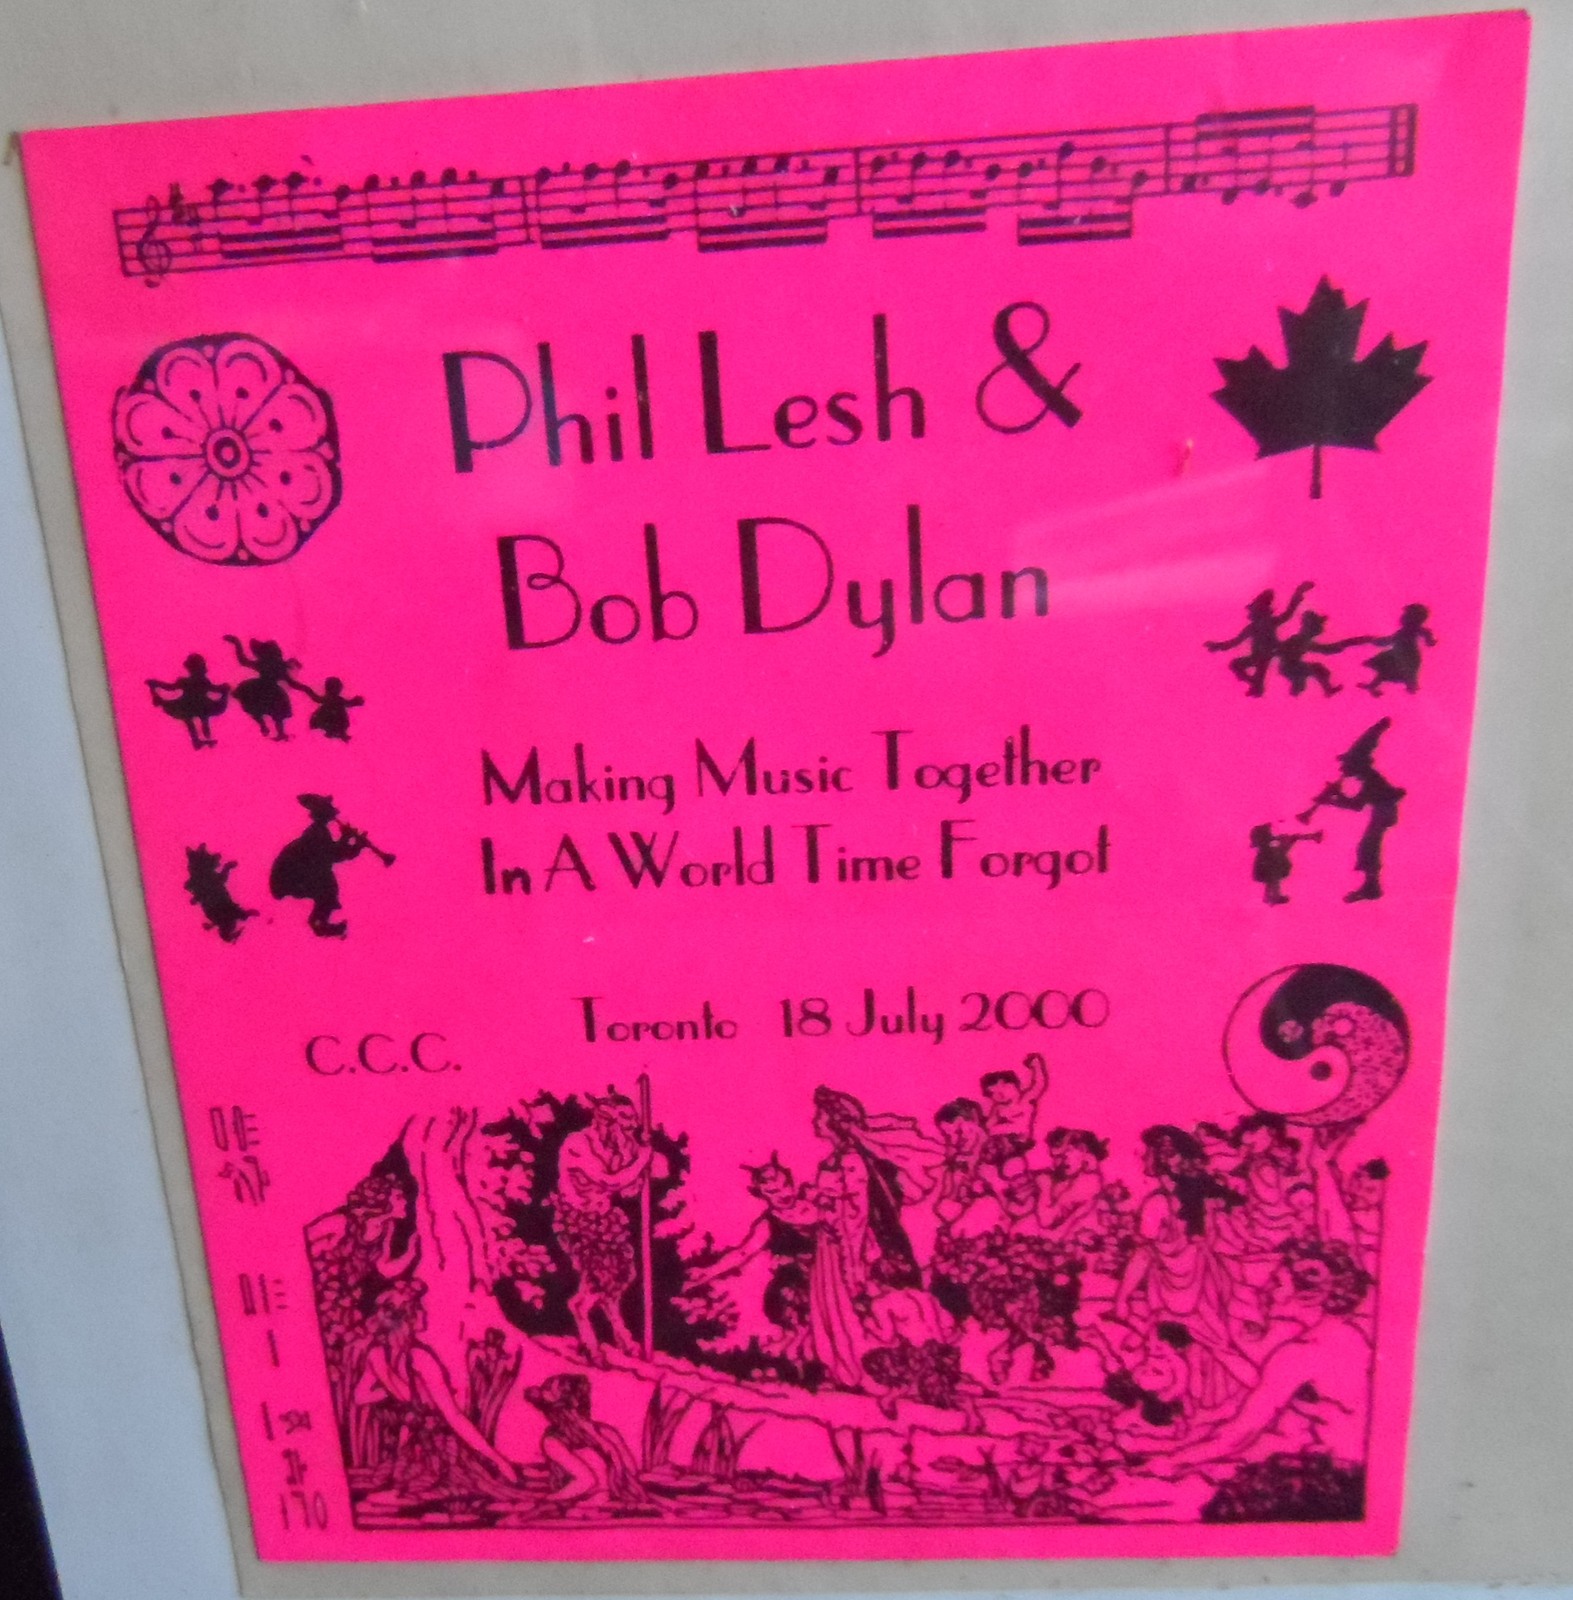 Phil Lesh &
Bob Dylan
Making Music Together
In A World Time Forgot
Toronto 18 July 2000
C.C.C.